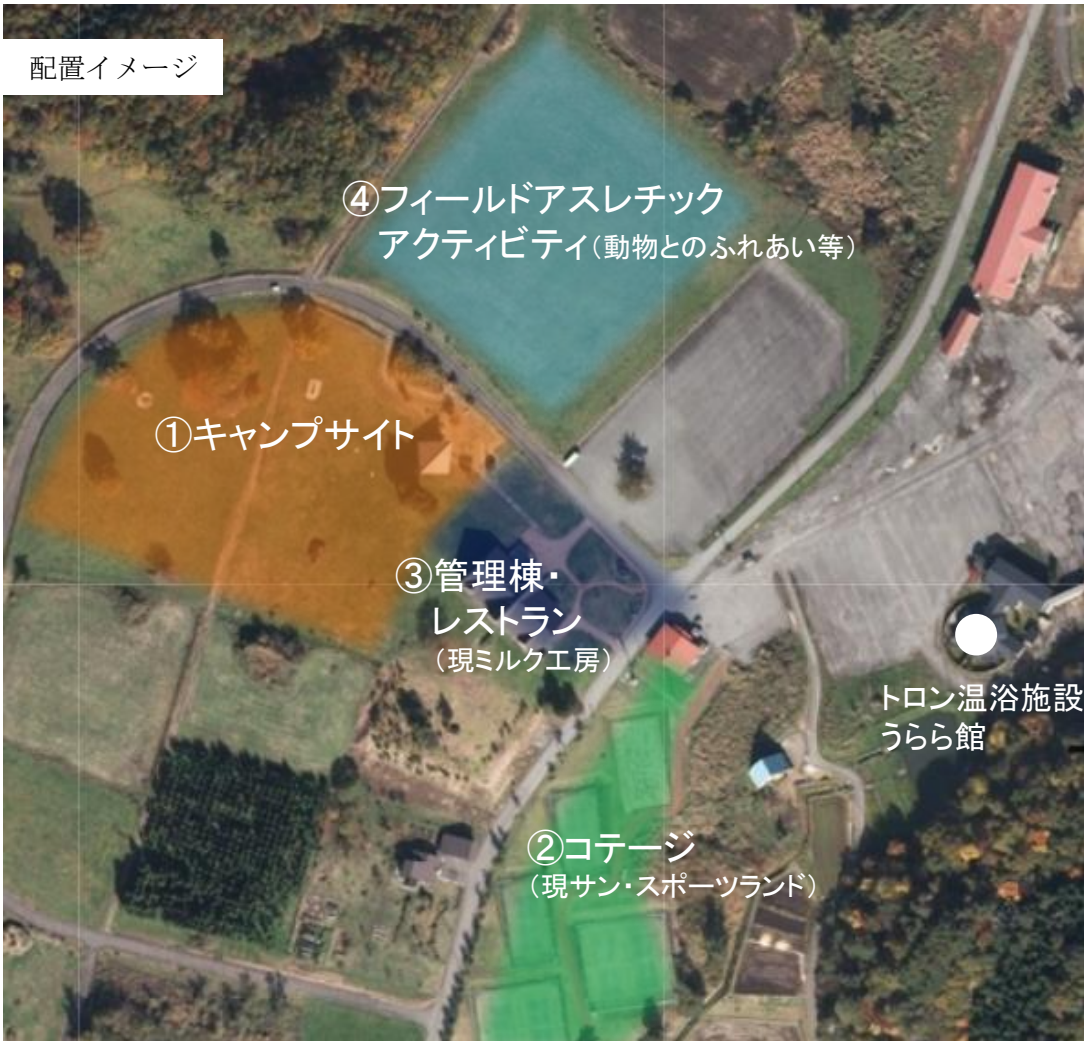 配置イメージ
④フィールドアスレチック
アクティビティ（動物とのふれあい等）
①キャンプサイト
③管理棟・
レストラン
（現ミルク工房）
トロン温浴施設
うらら館
②コテージ
（現サン・スポーツランド）